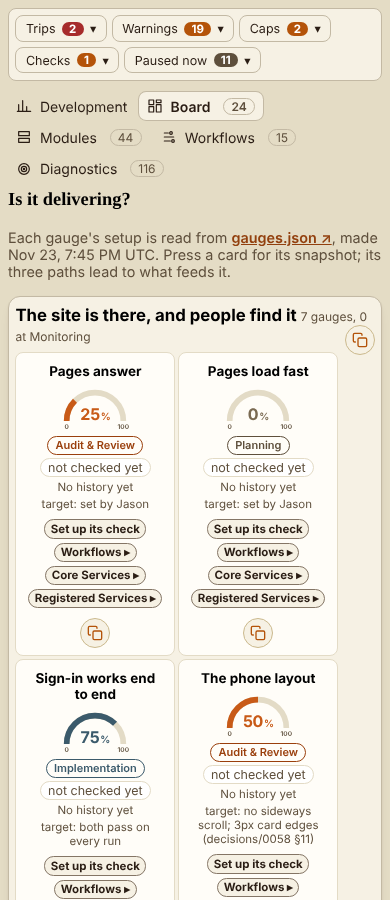 Trips 2 ▾ Warnings 19 ▾ Caps 2 ▾
Checks 1 ▾ Paused now 11 ▾
Development Board 24
Modules 44 Workflows 15
Diagnostics 116
Is it delivering?
Each gauge's setup is read from gauges.json ↗, made
Nov 23, 7:45 PM UTC. Press a card for its snapshot; its
three paths lead to what feeds it.
The site is there, and people find it 7 gauges, 0
at Monitoring
Pages answer
25%
0 100
Audit & Review
not checked yet
No history yet
target: set by Jason
Set up its check
Workflows ▸
Core Services ▸
Registered Services ▸
Pages load fast
0%
0 100
Planning
not checked yet
No history yet
target: set by Jason
Set up its check
Workflows ▸
Core Services ▸
Registered Services ▸
Sign-in works end
to end
75%
0 100
Implementation
not checked yet
No history yet
target: both pass on
every run
Set up its check
Workflows ▸
The phone layout
50%
0 100
Audit & Review
not checked yet
No history yet
target: no sideways
scroll; 3px card edges
(decisions/0058 §11)
Set up its check
Workflows ▸